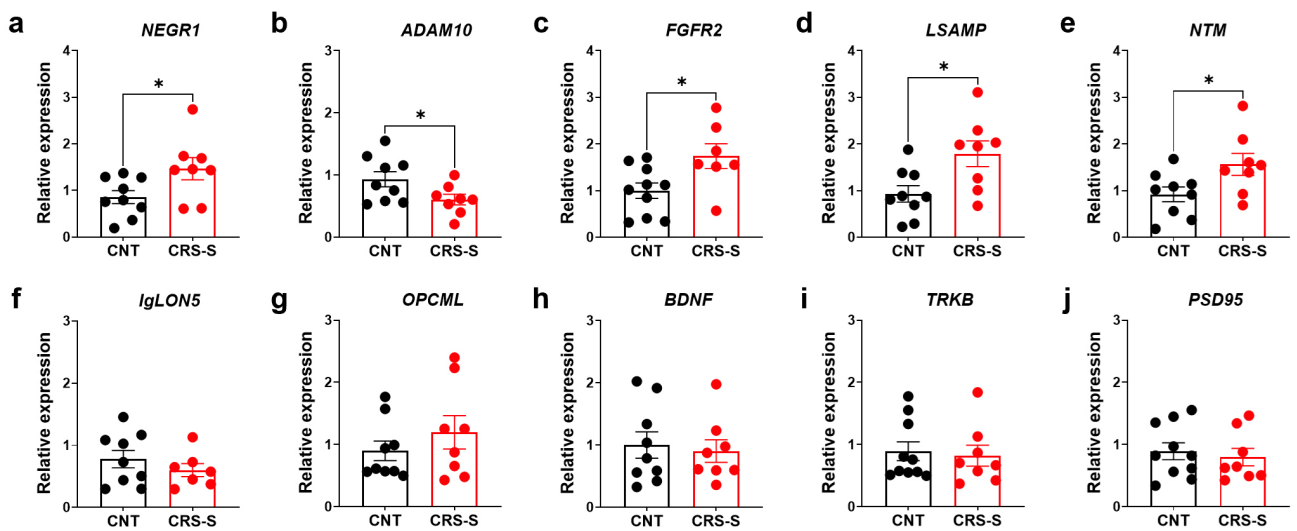 a NEGR1
Relative expression
4
3
2
1
0
*
CNT CRS-S
b ADAM10
Relative expression
3
2
1
0
*
CNT CRS-S
c FGFR2
Relative expression
4
3
2
1
0
*
CNT CRS-S
d LSAMP
Relative expression
4
3
2
1
0
*
CNT CRS-S
e NTM
Relative expression
4
3
2
1
0
*
CNT CRS-S
f IgLON5
Relative expression
3
2
1
0
CNT CRS-S
g OPCML
Relative expression
3
2
1
0
CNT CRS-S
h BDNF
Relative expression
3
2
1
0
CNT CRS-S
i TRKB
Relative expression
3
2
1
0
CNT CRS-S
j PSD95
Relative expression
3
2
1
0
CNT CRS-S